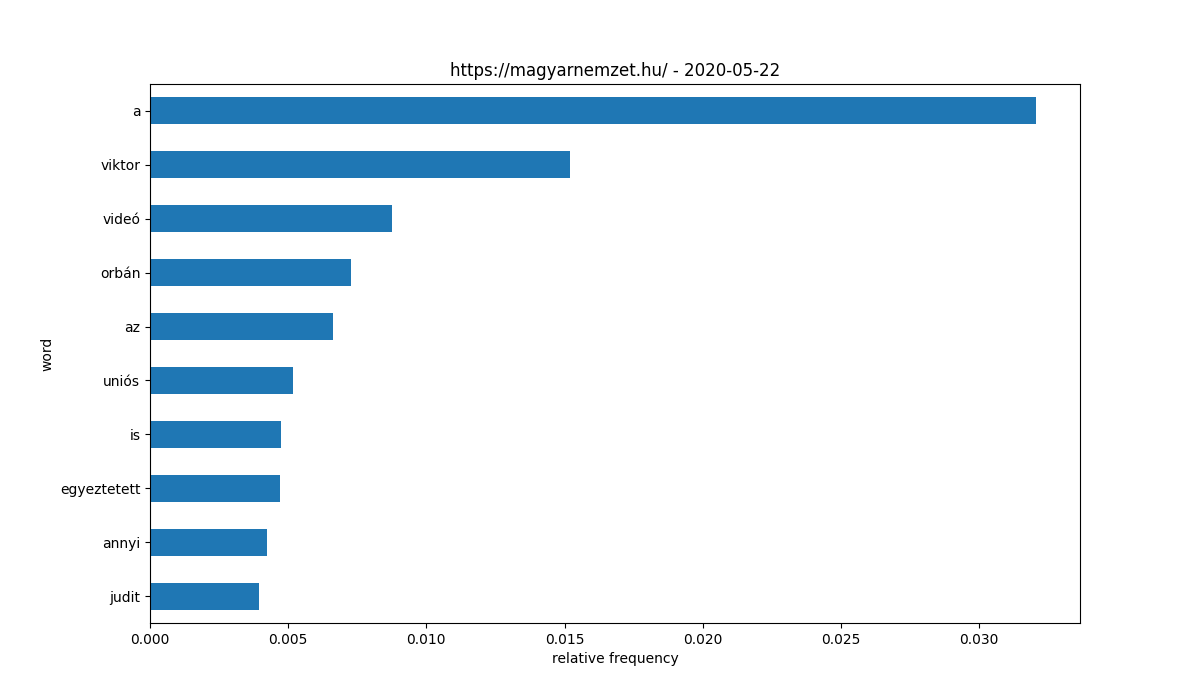 https://magyarnemzet.hu/ - 2020-05-22
a
viktor
videó
orbán
az
uniós
is
egyeztetett
annyi
judit
word
0.000 0.005 0.010 0.015 0.020 0.025 0.030
relative frequency